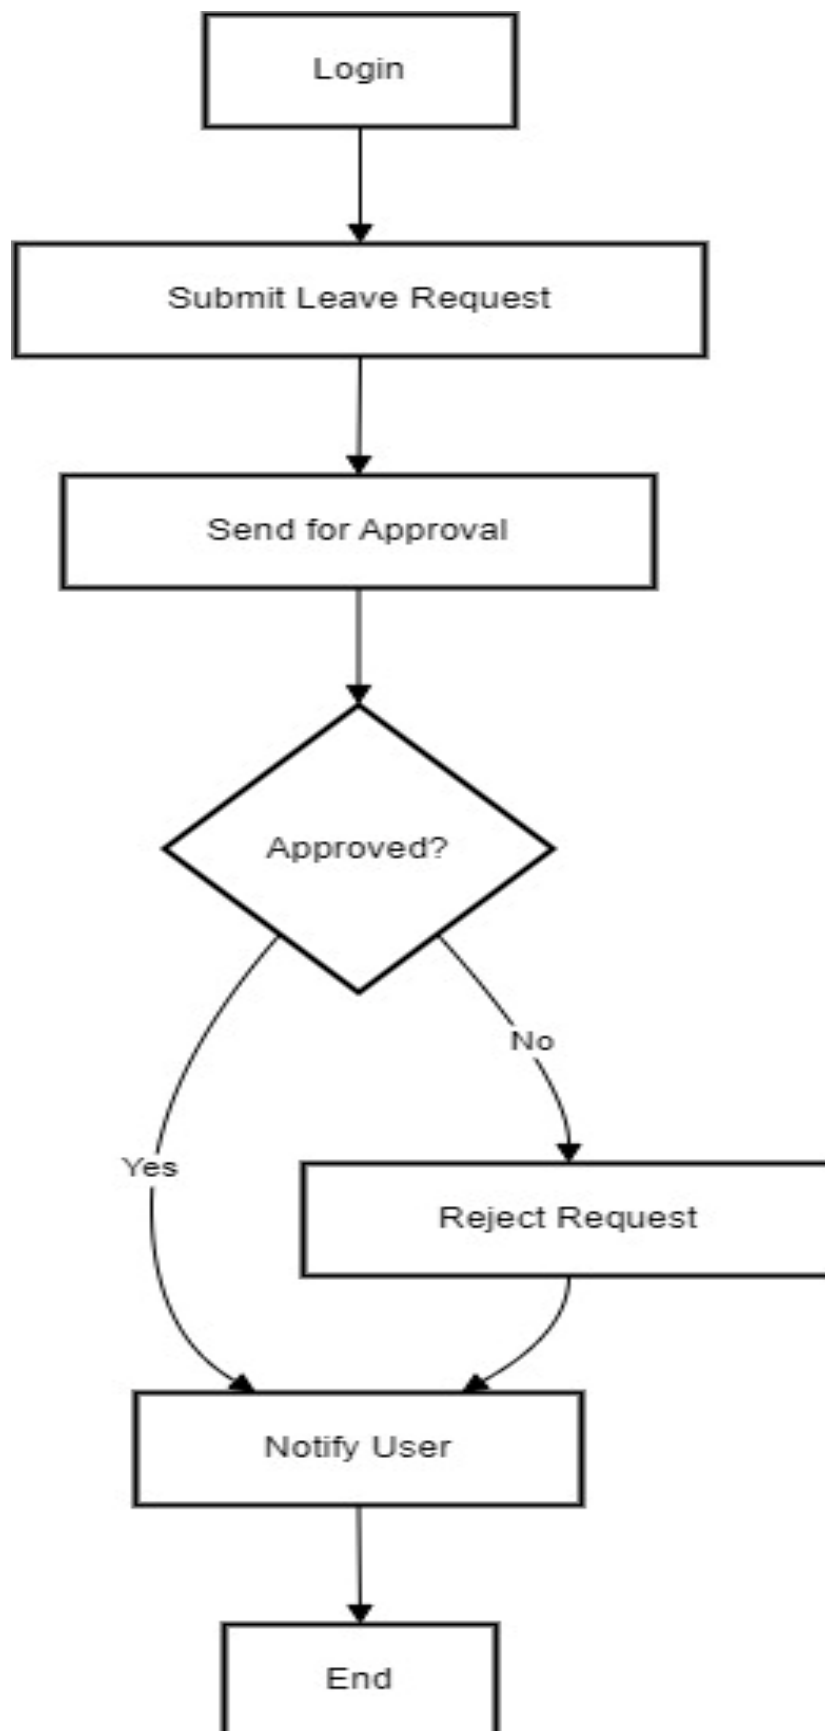 Login
Submit Leave Request
Send for Approval
Approved?
No
Yes
Reject Request
Notify User
End